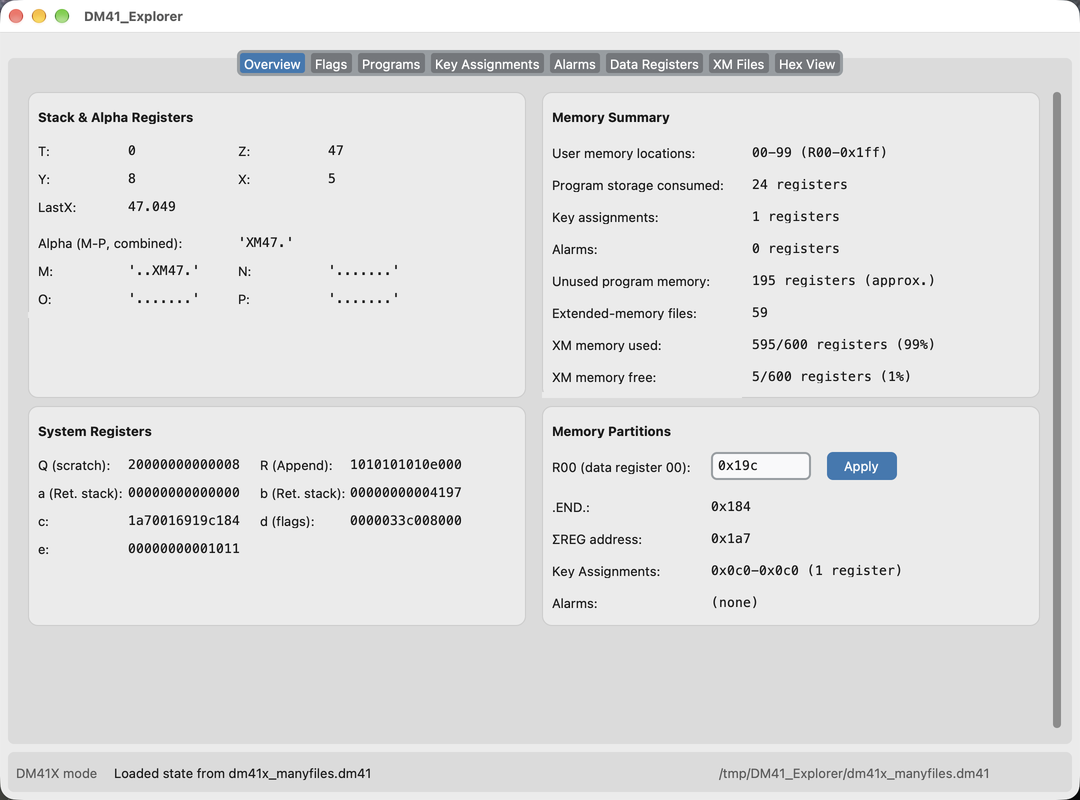 DM41_Explorer
Overview Flags Programs Key Assignments Alarms Data Registers XM Files Hex View
Stack & Alpha Registers
T: 0 Z: 47
Y: 8 X: 5
LastX: 47.049
Alpha (M-P, combined): 'XM47.'
M: '..XM47.' N: '.......'
O: '.......' P: '.......'
Memory Summary
User memory locations: 00–99 (R00–0x1ff)
Program storage consumed: 24 registers
Key assignments: 1 registers
Alarms: 0 registers
Unused program memory: 195 registers (approx.)
Extended-memory files: 59
XM memory used: 595/600 registers (99%)
XM memory free: 5/600 registers (1%)
System Registers
Q (scratch): 20000000000008 R (Append): 1010101010e000
a (Ret. stack): 00000000000000 b (Ret. stack): 00000000004197
c: 1a70016919c184 d (flags): 0000033c008000
e: 00000000001011
Memory Partitions
R00 (data register 00): 0x19c Apply
.END.: 0x184
ΣREG address: 0x1a7
Key Assignments: 0x0c0–0x0c0 (1 register)
Alarms: (none)
DM41X mode Loaded state from dm41x_manyfiles.dm41 /tmp/DM41_Explorer/dm41x_manyfiles.dm41